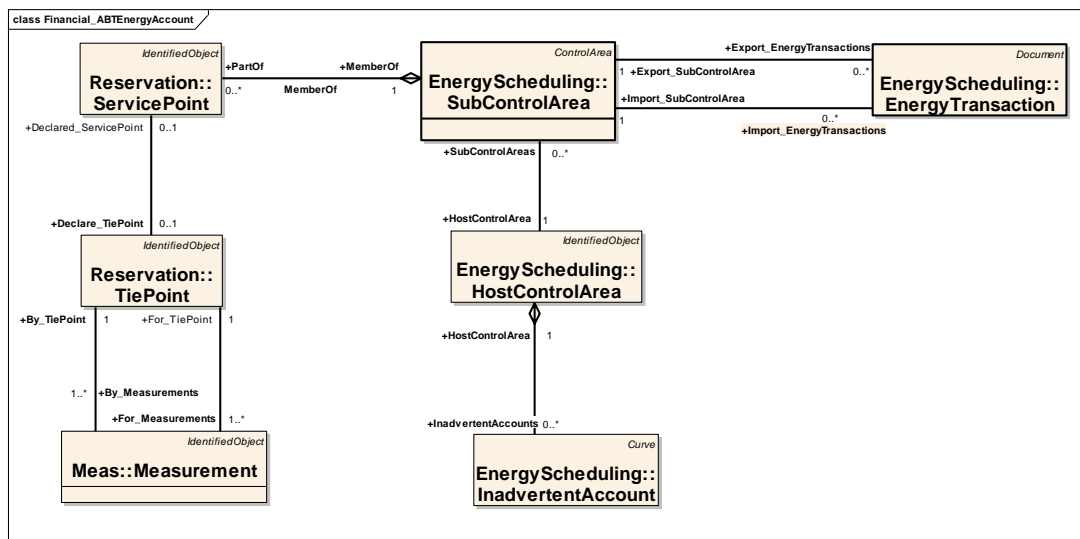 class Financial_ABTEnergyAccount
IdentifiedObject
Reservation::
ServicePoint
+PartOf
0..*
MemberOf
+MemberOf
1
ControlArea
EnergyScheduling::
SubControlArea
+Export_EnergyTransactions
1
+Export_SubControlArea
0..*
+Import_SubControlArea
1
0..*
+Import_EnergyTransactions
Document
EnergyScheduling::
EnergyTransaction
+Declared_ServicePoint
0..1
+Declare_TiePoint
0..1
+SubControlAreas
0..*
+HostControlArea
1
IdentifiedObject
Reservation::
TiePoint
IdentifiedObject
EnergyScheduling::
HostControlArea
+By_TiePoint
1
+For_TiePoint
1
1..*
+By_Measurements
+For_Measurements
1..*
+HostControlArea
1
+InadvertentAccounts
0..*
IdentifiedObject
Meas::Measurement
Curve
EnergyScheduling::
InadvertentAccount